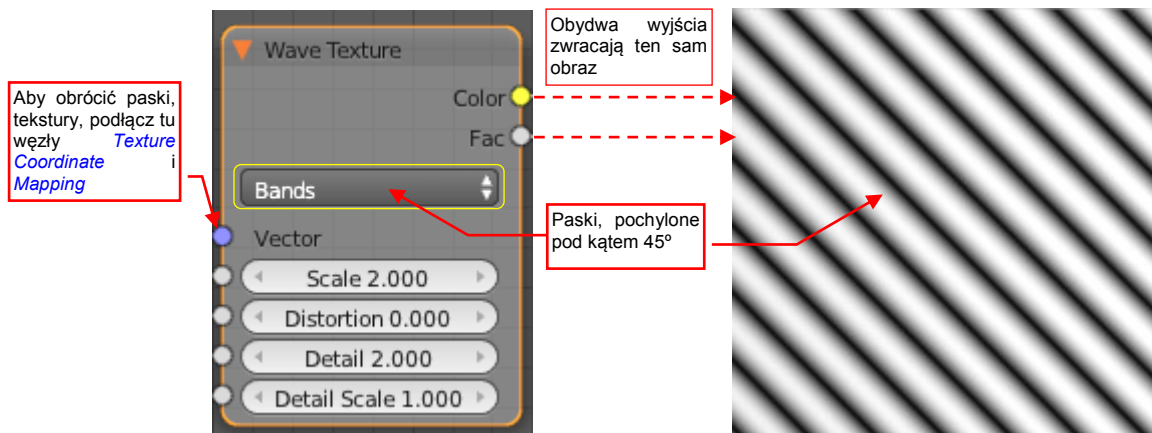 Aby obrócić paski,
tekstury, podłącz tu
węzły Texture
Coordinate i
Mapping
Wave Texture
Color
Fac
Bands
Vector
Scale 2.000
Distortion 0.000
Detail 2.000
Detail Scale 1.000
Obydwa wyjścia
zwracają ten sam
obraz
Paski, pochylone
pod kątem 45º